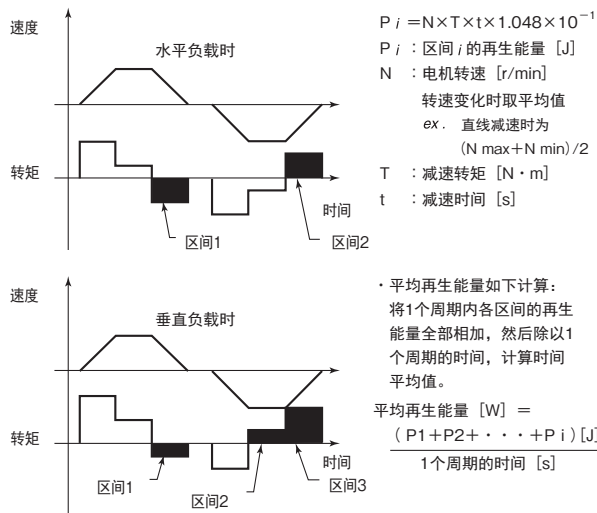 速度
水平负载时
转矩
时间
区间1
区间2
P i ＝N×T×t×1.048×10⁻¹
P i ：区间 i 的再生能量［J］
N ：电机转速［r/min］
转速变化时取平均值
ex． 直线减速时为
(N max＋N min)/2
T ：减速转矩［N・m］
t ：减速时间［s］
速度
垂直负载时
转矩
时间
区间1
区间2
区间3
・平均再生能量如下计算：
将1个周期内各区间的再生
能量全部相加，然后除以1
个周期的时间，计算时间
平均值。
平均再生能量［W］＝
( P1＋P2＋・・・＋P i )［J］
1个周期的时间［s］